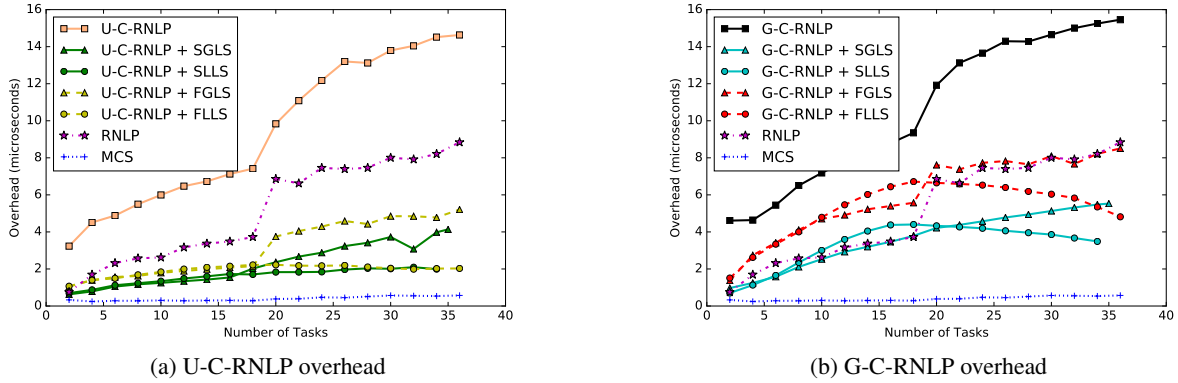 16
14
12
10
8
6
4
2
0
Overhead (microseconds)
U-C-RNLP
U-C-RNLP + SGLS
U-C-RNLP + SLLS
U-C-RNLP + FGLS
U-C-RNLP + FLLS
RNLP
MCS
0 5 10 15 20 25 30 35 40
Number of Tasks
(a) U-C-RNLP overhead
16
14
12
10
8
6
4
2
0
Overhead (microseconds)
G-C-RNLP
G-C-RNLP + SGLS
G-C-RNLP + SLLS
G-C-RNLP + FGLS
G-C-RNLP + FLLS
RNLP
MCS
0 5 10 15 20 25 30 35 40
Number of Tasks
(b) G-C-RNLP overhead